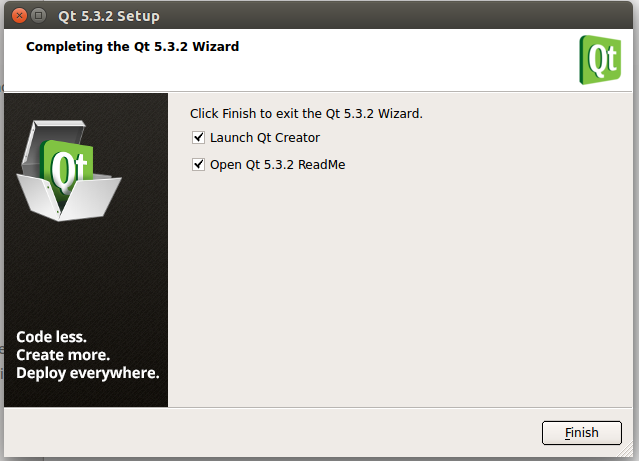 Qt 5.3.2 Setup
Completing the Qt 5.3.2 Wizard
Qt
Click Finish to exit the Qt 5.3.2 Wizard.
Launch Qt Creator
Open Qt 5.3.2 ReadMe
Qt
Code less.
Create more.
Deploy everywhere.
Finish